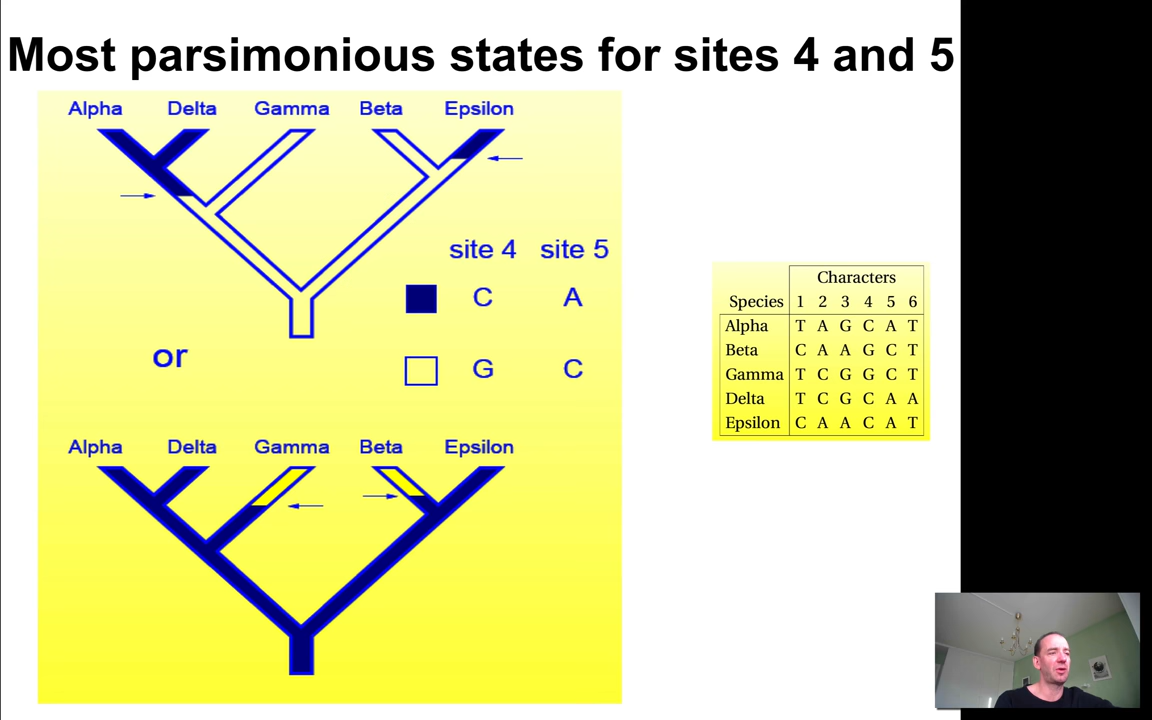 Most parsimonious states for sites 4 and 5
Alpha Delta Gamma Beta Epsilon
site 4 site 5
C A
or
G C
Alpha Delta Gamma Beta Epsilon
Characters
Species 1 2 3 4 5 6
Alpha T A G C A T
Beta C A A G C T
Gamma T C G G C T
Delta T C G C A A
Epsilon C A A C A T